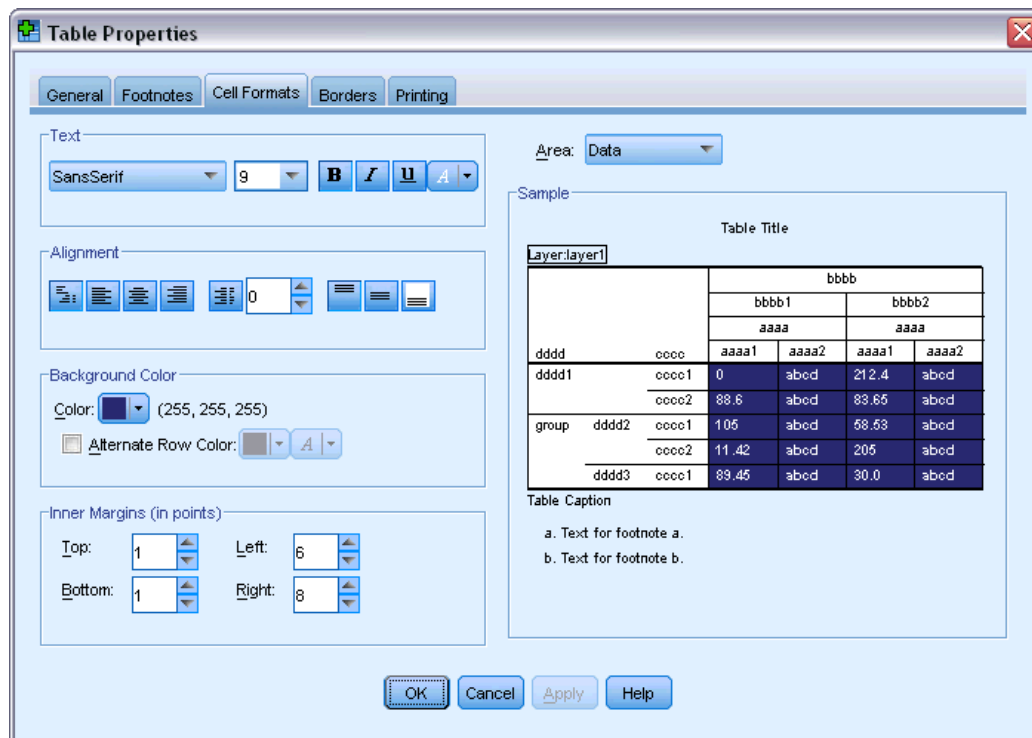 Table Properties
General Footnotes Cell Formats Borders Printing
Text
SansSerif 9 B I U A
Area: Data
Alignment
0
Background Color
Color: (255, 255, 255)
Alternate Row Color: A
Inner Margins (in points)
Top: 1 Left: 6
Bottom: 1 Right: 8
Sample
Table Title
Layer:layer1
bbbb
bbbb1 bbbb2
aaaa aaaa
dddd cccc aaaa1 aaaa2 aaaa1 aaaa2
dddd1 cccc1 0 abcd 212.4 abcd
cccc2 88.6 abcd 83.65 abcd
group dddd2 cccc1 105 abcd 58.53 abcd
cccc2 11.42 abcd 205 abcd
dddd3 cccc1 89.45 abcd 30.0 abcd
Table Caption
a. Text for footnote a.
b. Text for footnote b.
OK Cancel Apply Help